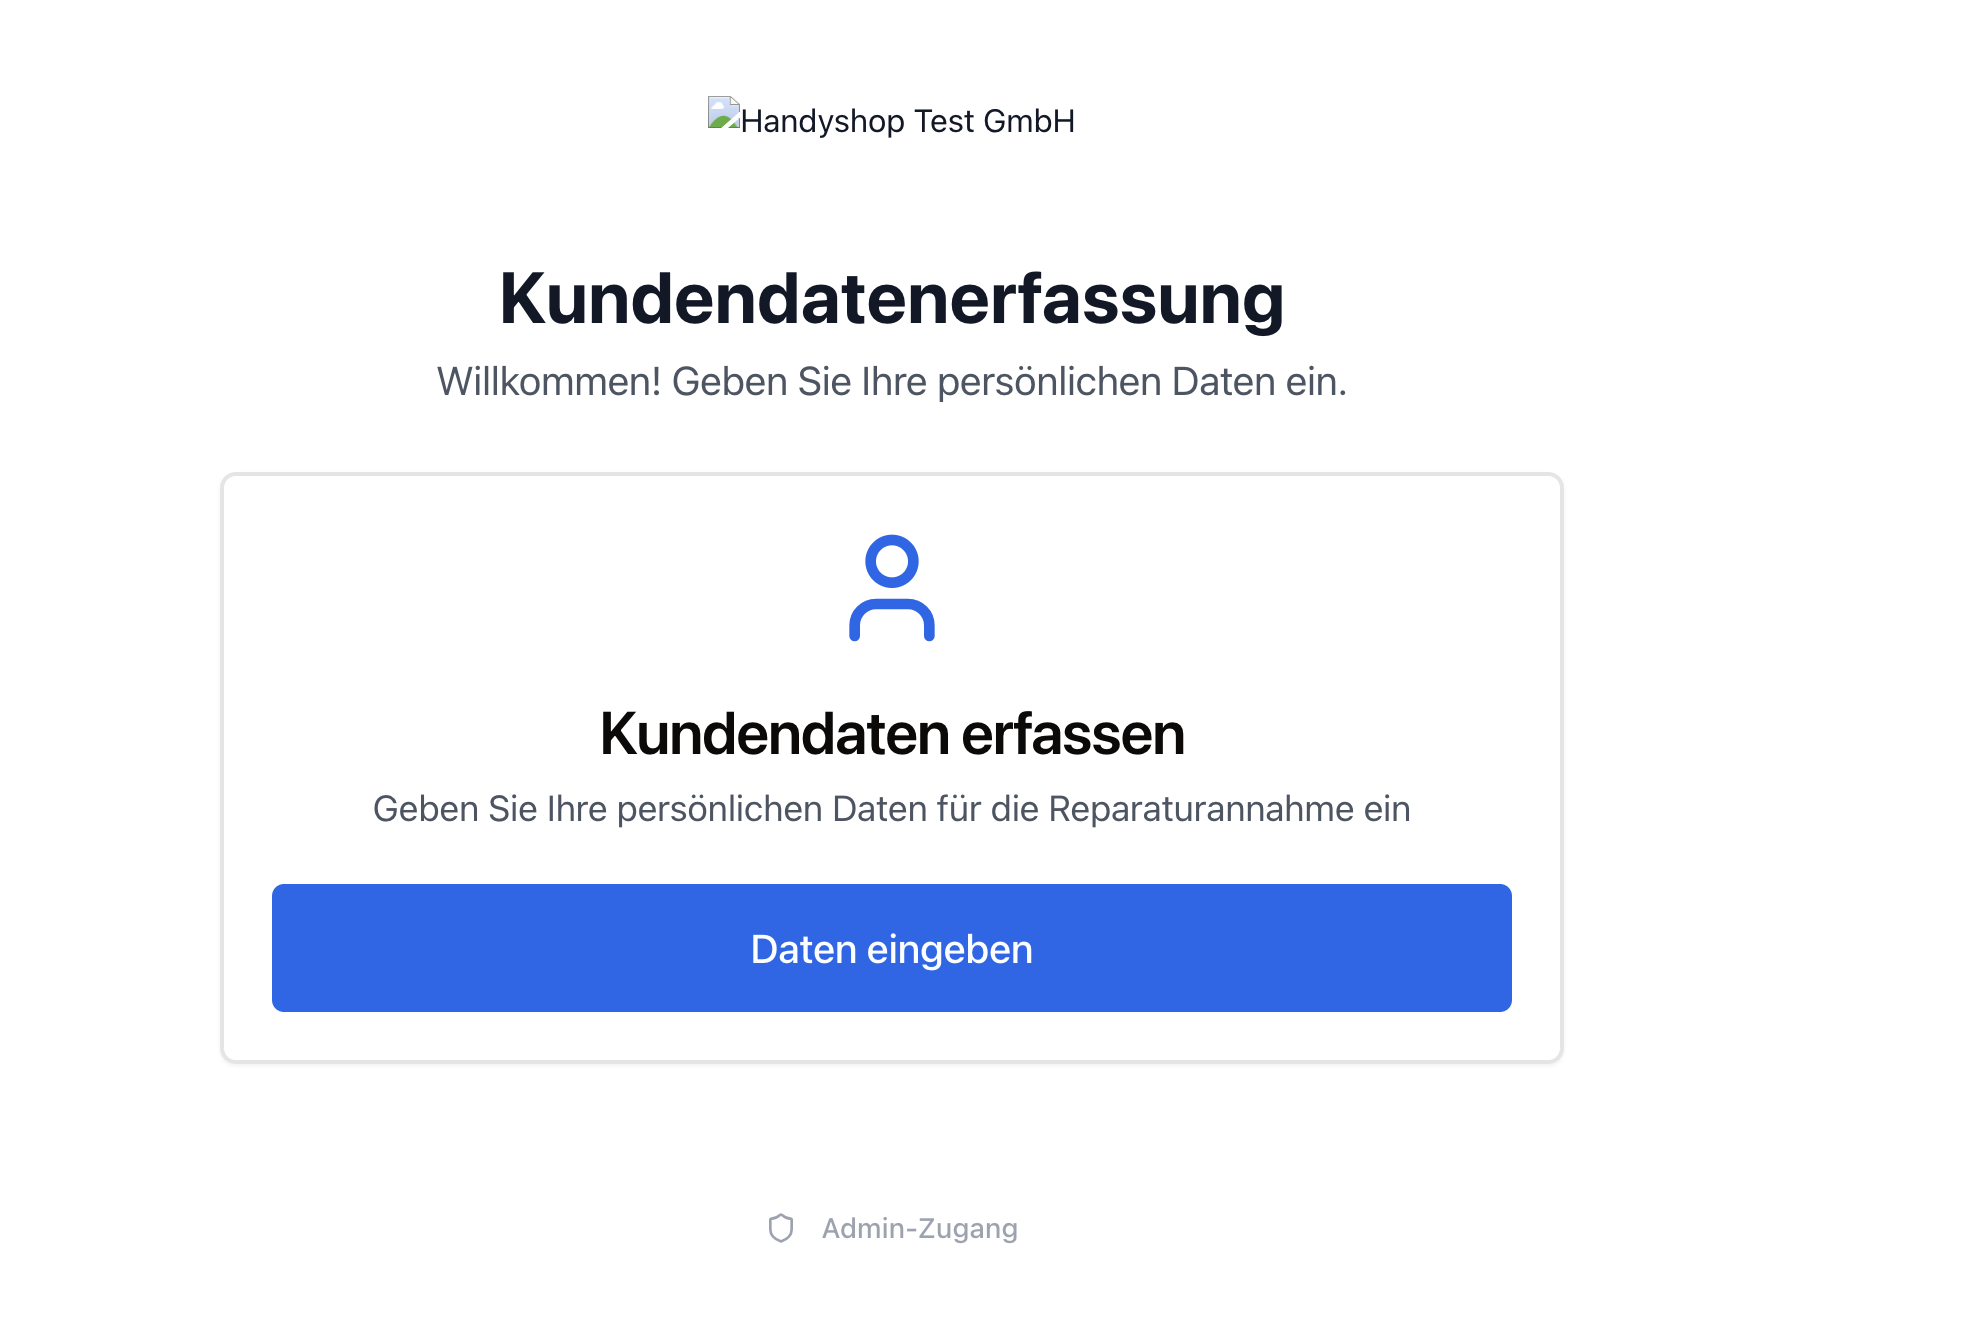 Handyshop Test GmbH
Kundendatenerfassung
Willkommen! Geben Sie Ihre persönlichen Daten ein.
Kundendaten erfassen
Geben Sie Ihre persönlichen Daten für die Reparaturannahme ein
Daten eingeben
Admin-Zugang